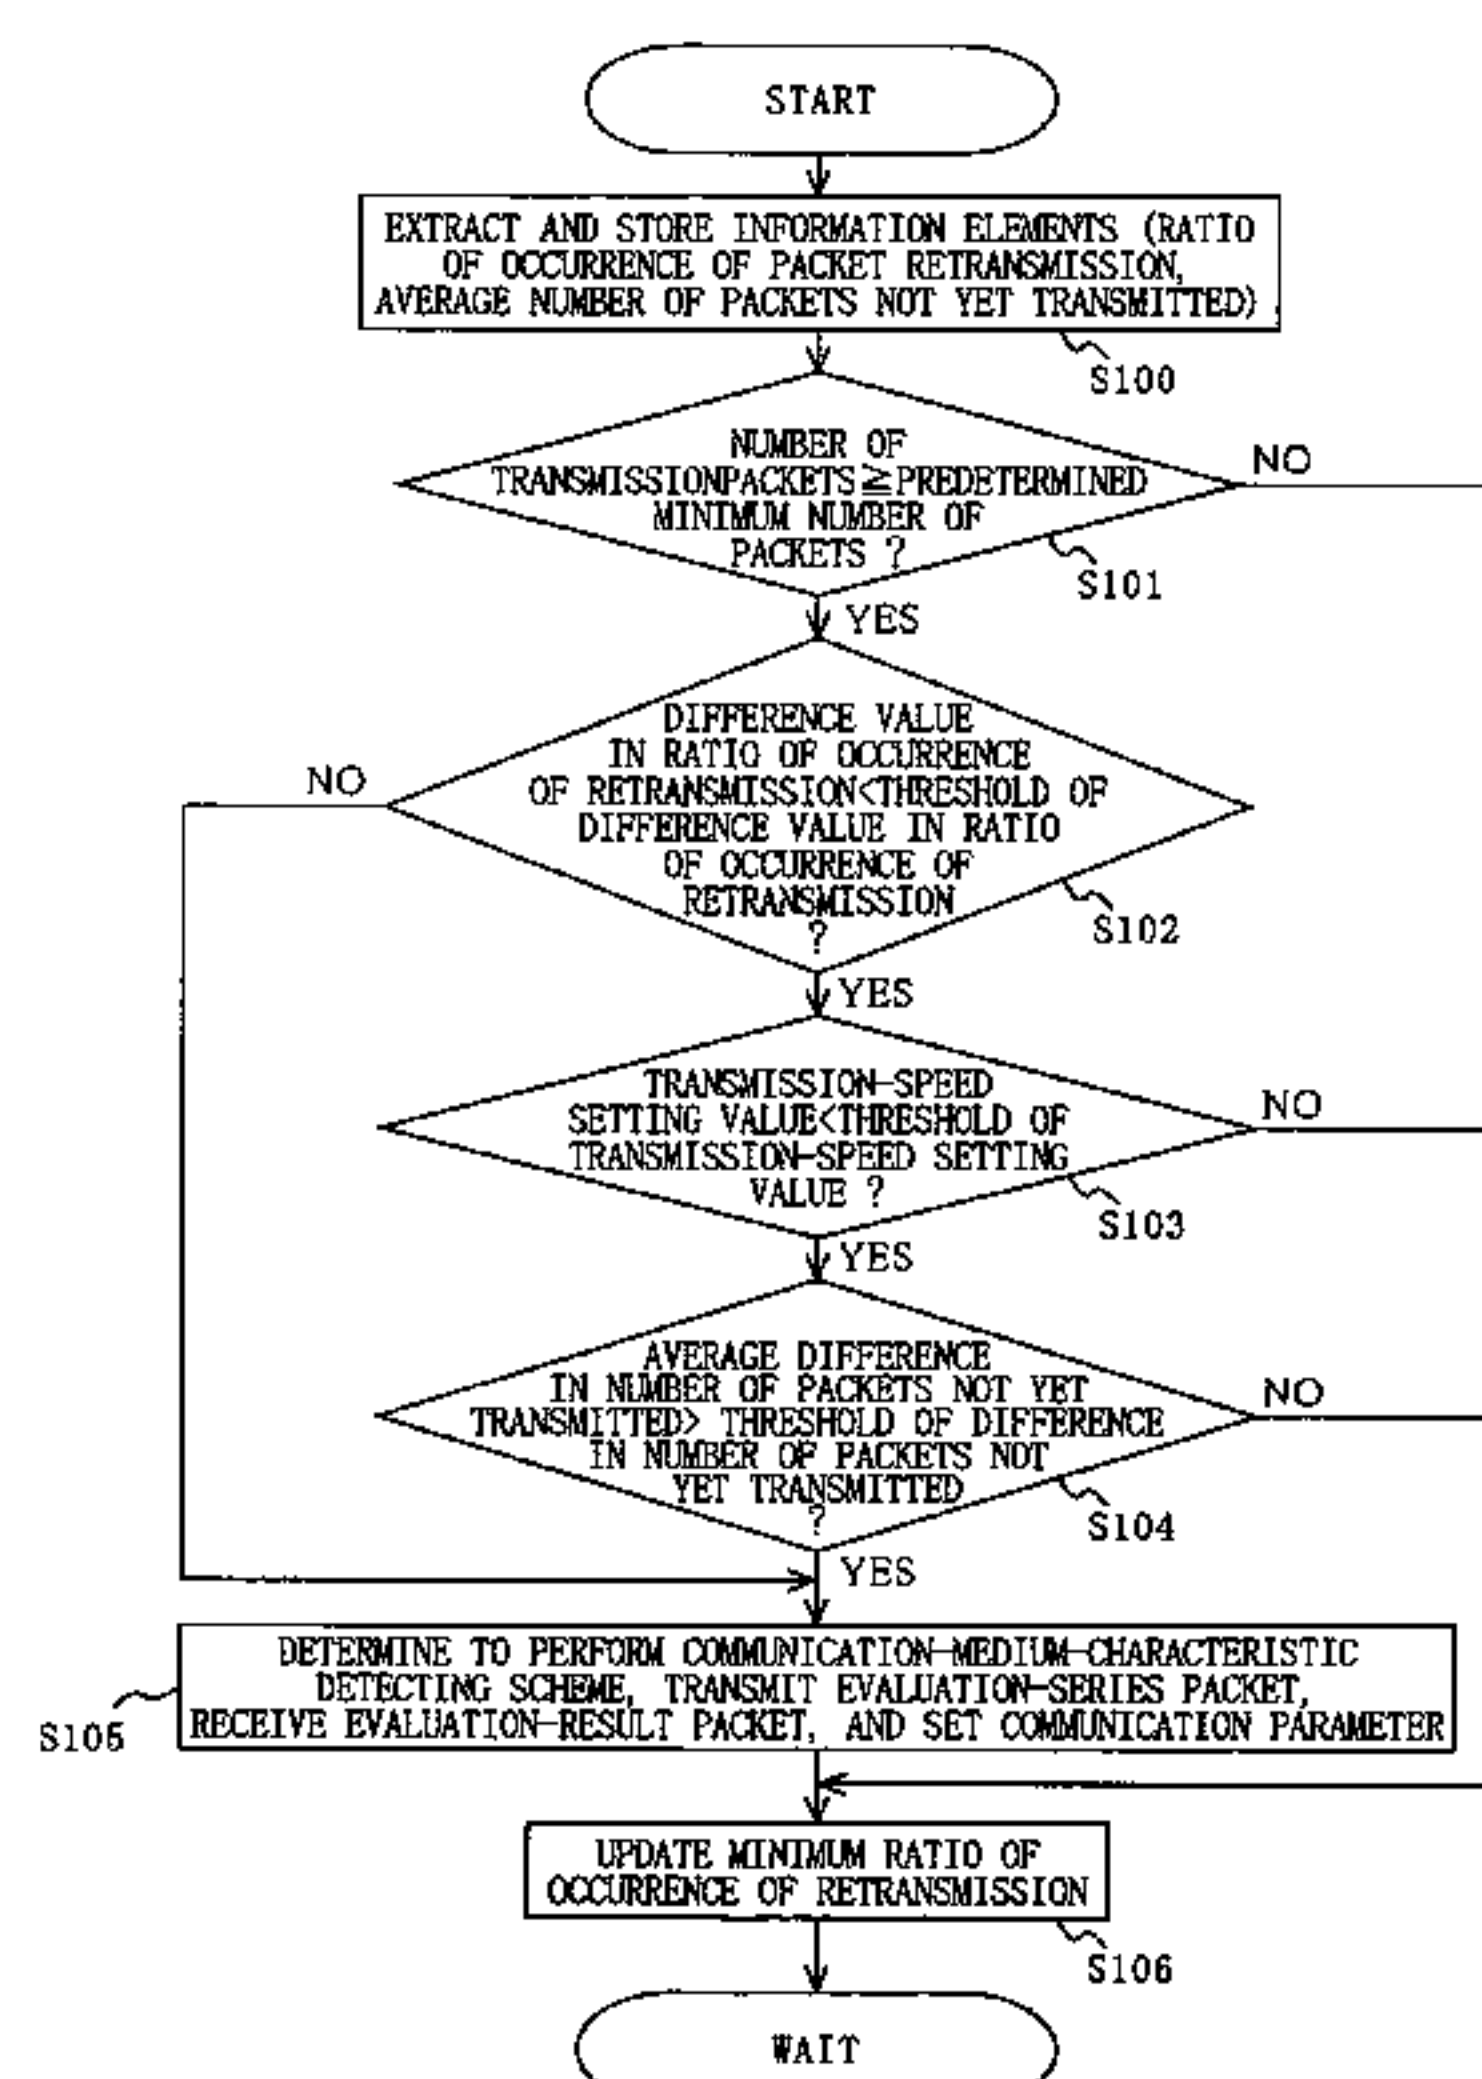 START
EXTRACT AND STORE INFORMATION ELEMENTS (RATIO
OF OCCURRENCE OF PACKET RETRANSMISSION,
AVERAGE NUMBER OF PACKETS NOT YET TRANSMITTED)
S100
NUMBER OF
TRANSMISSIONPACKETS≧PREDETERMINED
MINIMUM NUMBER OF
PACKETS ?
NO
S101
YES
DIFFERENCE VALUE
IN RATIO OF OCCURRENCE
OF RETRANSMISSION<THRESHOLD OF
DIFFERENCE VALUE IN RATIO
OF OCCURRENCE OF
RETRANSMISSION
?
NO
S102
YES
TRANSMISSION-SPEED
SETTING VALUE<THRESHOLD OF
TRANSMISSION-SPEED SETTING
VALUE ?
NO
S103
YES
AVERAGE DIFFERENCE
IN NUMBER OF PACKETS NOT YET
TRANSMITTED> THRESHOLD OF DIFFERENCE
IN NUMBER OF PACKETS NOT
YET TRANSMITTED
?
NO
S104
YES
DETERMINE TO PERFORM COMMUNICATION-MEDIUM-CHARACTERISTIC
DETECTING SCHEME, TRANSMIT EVALUATION-SERIES PACKET,
RECEIVE EVALUATION-RESULT PACKET, AND SET COMMUNICATION PARAMETER
S105
UPDATE MINIMUM RATIO OF
OCCURRENCE OF RETRANSMISSION
S106
WAIT